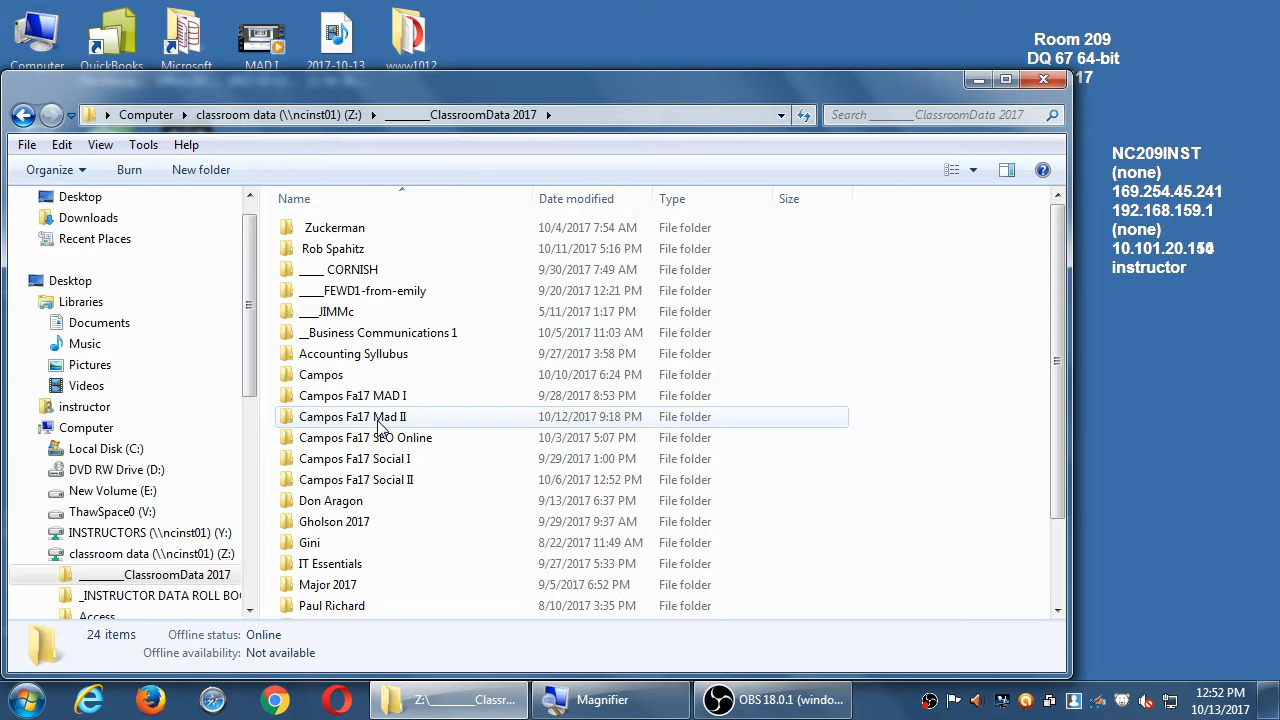 Computer
QuickBooks
Microsoft
MAD I
2017-10-13
www1012
Room 209
DQ 67 64-bit
17
NC209INST
(none)
169.254.45.241
192.168.159.1
(none)
instructor
Computer
classroom data (\\ncinst01) (Z:)
________ClassroomData 2017
Search ________ClassroomData 2017
File Edit View Tools Help
Organize Burn New folder
Name Date modified Type Size
Desktop
Downloads
Recent Places
Desktop
Libraries
Documents
Music
Pictures
Videos
instructor
Computer
Local Disk (C:)
DVD RW Drive (D:)
New Volume (E:)
ThawSpace0 (V:)
INSTRUCTORS (\\ncinst01) (Y:)
classroom data (\\ncinst01) (Z:)
________ClassroomData 2017
_INSTRUCTOR DATA ROLL BO
Access
Zuckerman 10/4/2017 7:54 AM File folder
Rob Spahitz 10/11/2017 5:16 PM File folder
____ CORNISH 9/30/2017 7:49 AM File folder
____FEWD1-from-emily 9/20/2017 12:21 PM File folder
___JIMMc 5/11/2017 1:17 PM File folder
__Business Communications 1 10/5/2017 11:03 AM File folder
Accounting Syllubus 9/27/2017 3:58 PM File folder
Campos 10/10/2017 6:24 PM File folder
Campos Fa17 MAD I 9/28/2017 8:53 PM File folder
Campos Fa17 Mad II 10/12/2017 9:18 PM File folder
Campos Fa17 SEO Online 10/3/2017 5:07 PM File folder
Campos Fa17 Social I 9/29/2017 1:00 PM File folder
Campos Fa17 Social II 10/6/2017 12:52 PM File folder
Don Aragon 9/13/2017 6:37 PM File folder
Gholson 2017 9/29/2017 9:37 AM File folder
Gini 8/22/2017 11:49 AM File folder
IT Essentials 9/27/2017 5:33 PM File folder
Major 2017 9/5/2017 6:52 PM File folder
Paul Richard 8/10/2017 3:35 PM File folder
24 items Offline status: Online
Offline availability: Not available
Z:\________Classr...
Magnifier
OBS 18.0.1 (windo...
12:52 PM
10/13/2017